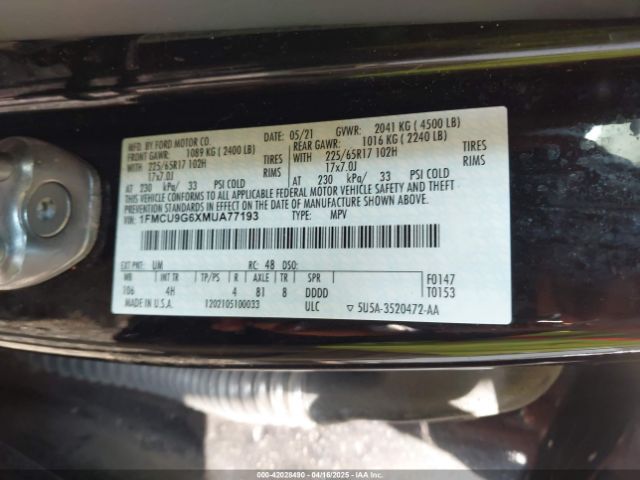 MFD. BY FORD MOTOR CO.
DATE: 05/21 GVWR: 2041 KG ( 4500 LB)
FRONT GAWR: 1089 KG ( 2400 LB) REAR GAWR: 1016 KG ( 2240 LB)
WITH 225/65R17 102H TIRES WITH 225/65R17 102H TIRES
17x7.0J RIMS 17x7.0J RIMS
AT 230 kPa/ 33 PSI COLD AT 230 kPa/ 33 PSI COLD
THIS VEHICLE CONFORMS TO ALL APPLICABLE FEDERAL MOTOR VEHICLE SAFETY AND THEFT
PREVENTION STANDARDS IN EFFECT ON THE DATE OF MANUFACTURE SHOWN ABOVE.
1FMCU9G6XMUA77193 TYPE: MPV
EXT PNT: UM RC: 48 DSO:
WB INT TR TP/PS R AXLE S SPR
106 4H 4 81 8 DDDD
F0147
T0153
MADE IN U.S.A. 1202105100033 ULC ▽ 5U5A-3520472-AA
000-42028490 - 04/16/2025 - IAAI.COM